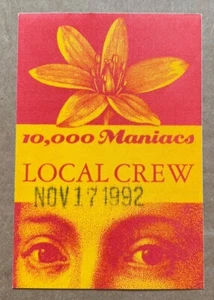 10,000 Maniacs
LOCAL CREW
NOV 17 1992